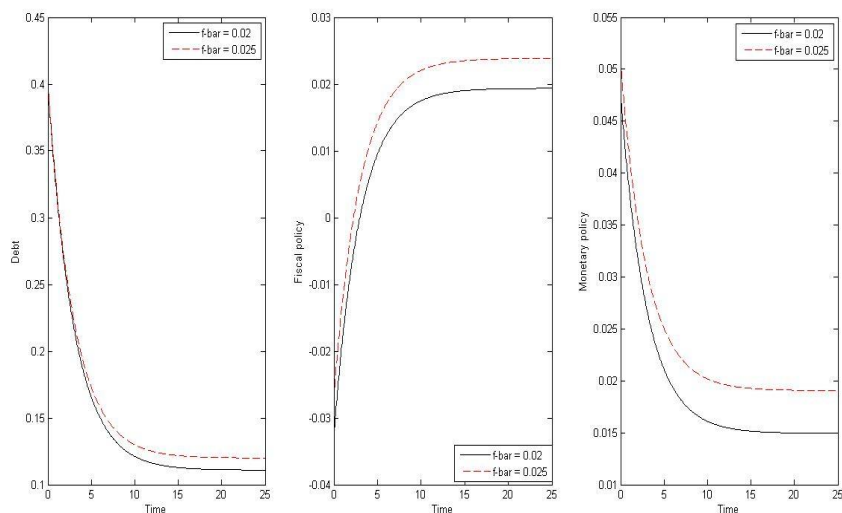 0.45
0.4
0.35
0.3
0.25
0.2
0.15
0.1
Debt
0 5 10 15 20 25
Time
f-bar = 0.02
f-bar = 0.025
0.03
0.02
0.01
0
-0.01
-0.02
-0.03
-0.04
Fiscal policy
0 5 10 15 20 25
Time
f-bar = 0.02
f-bar = 0.025
0.055
0.05
0.045
0.04
0.035
0.03
0.025
0.02
0.015
0.01
Monetary policy
0 5 10 15 20 25
Time
f-bar = 0.02
f-bar = 0.025